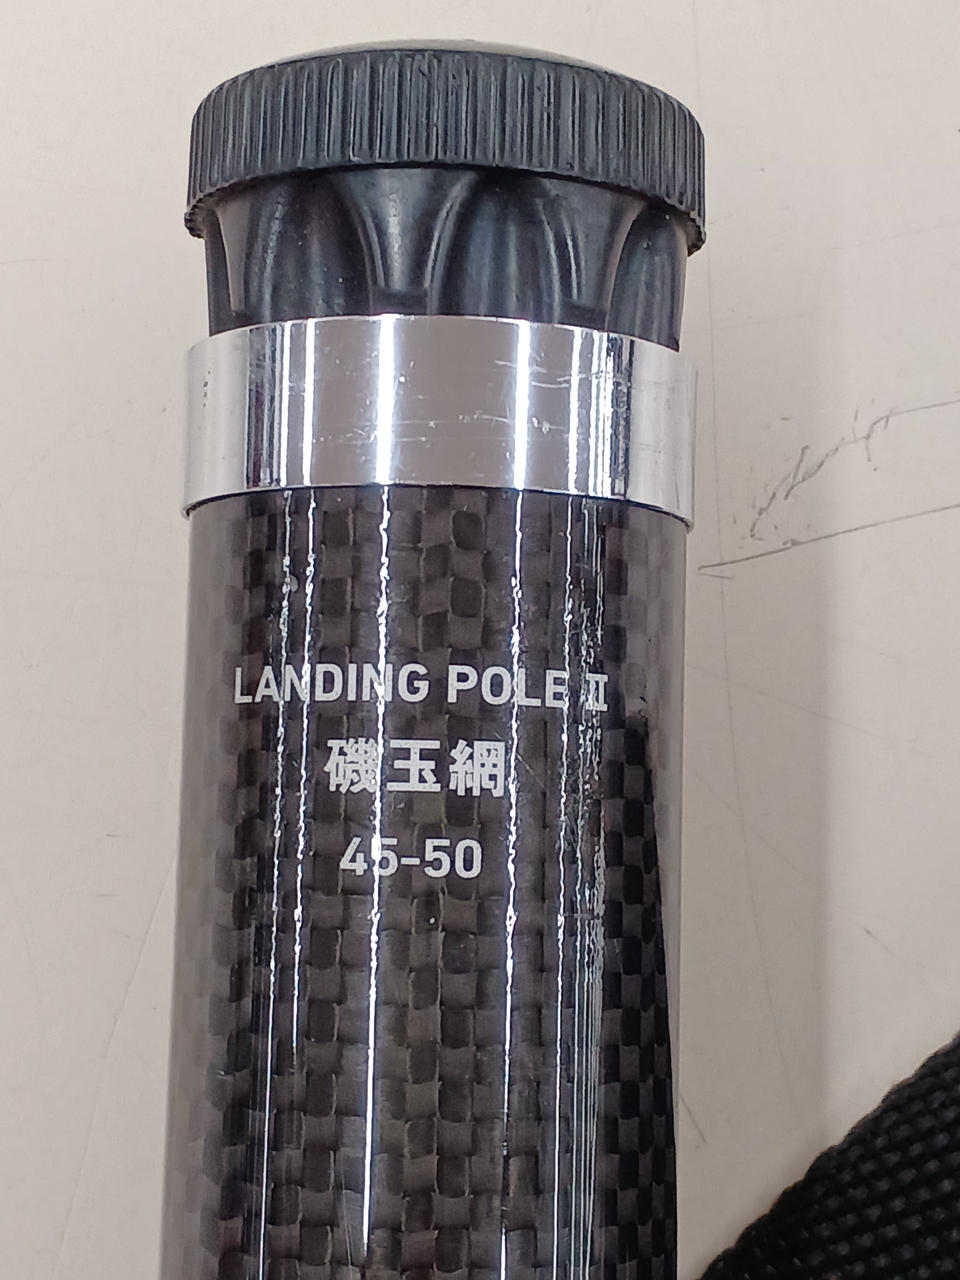 LANDING POLE II
磯玉網
45-50